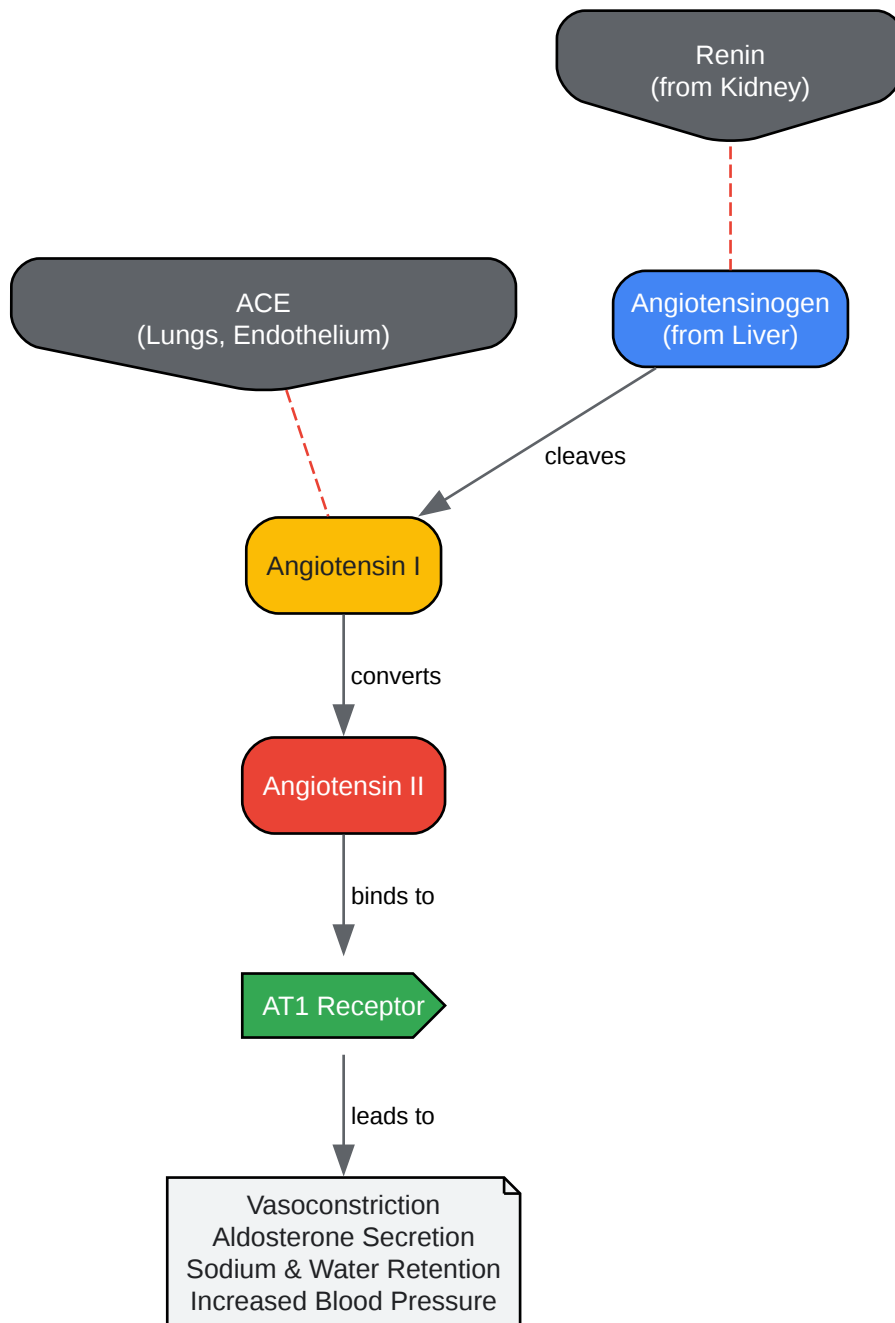 Renin
(from Kidney)
ACE
(Lungs, Endothelium)
Angiotensinogen
(from Liver)
cleaves
Angiotensin I
converts
Angiotensin II
binds to
AT1 Receptor
leads to
Vasoconstriction
Aldosterone Secretion
Sodium & Water Retention
Increased Blood Pressure